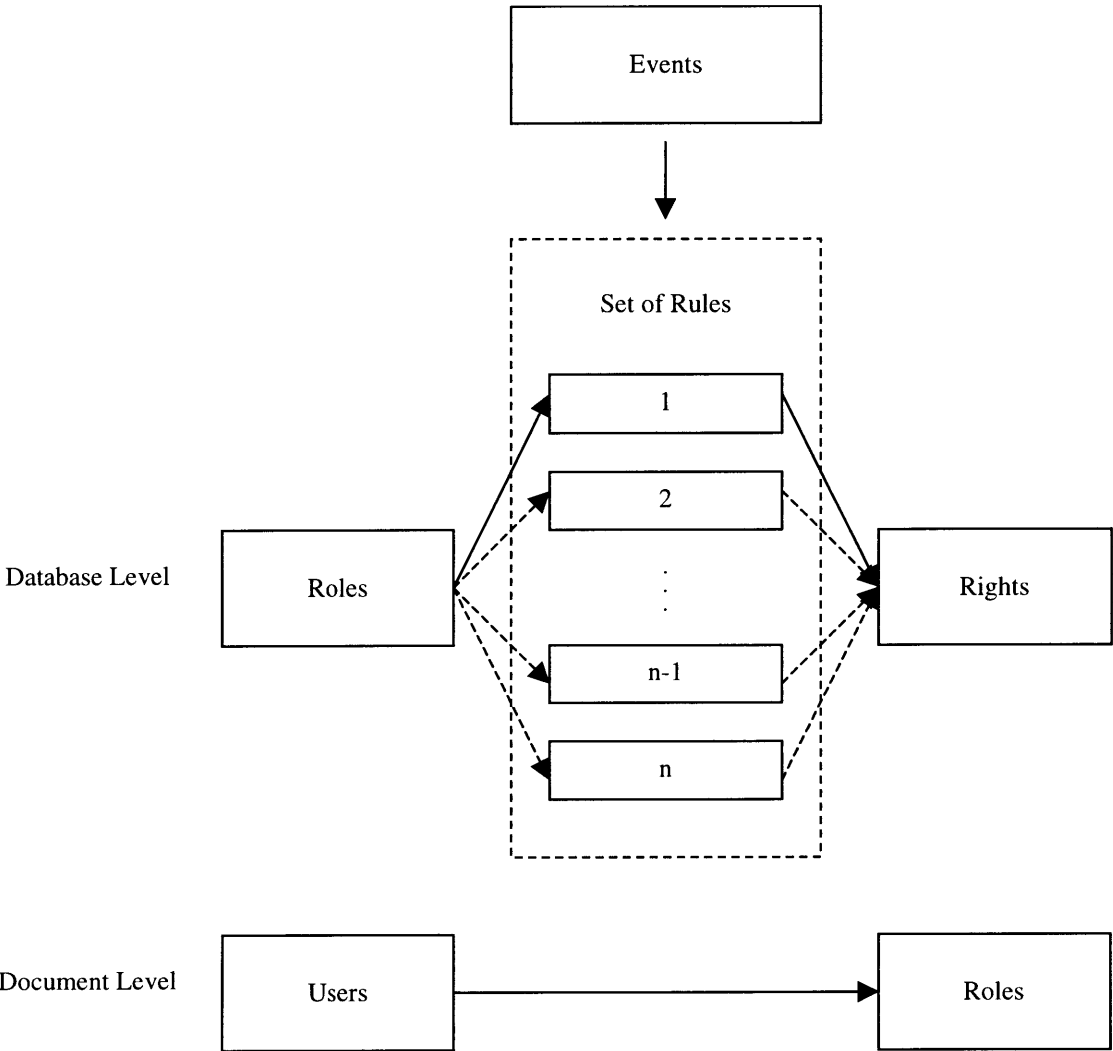 Events
Set of Rules
1
2
Database Level
Roles
.
.
.
Rights
n-1
n
Document Level
Users
Roles